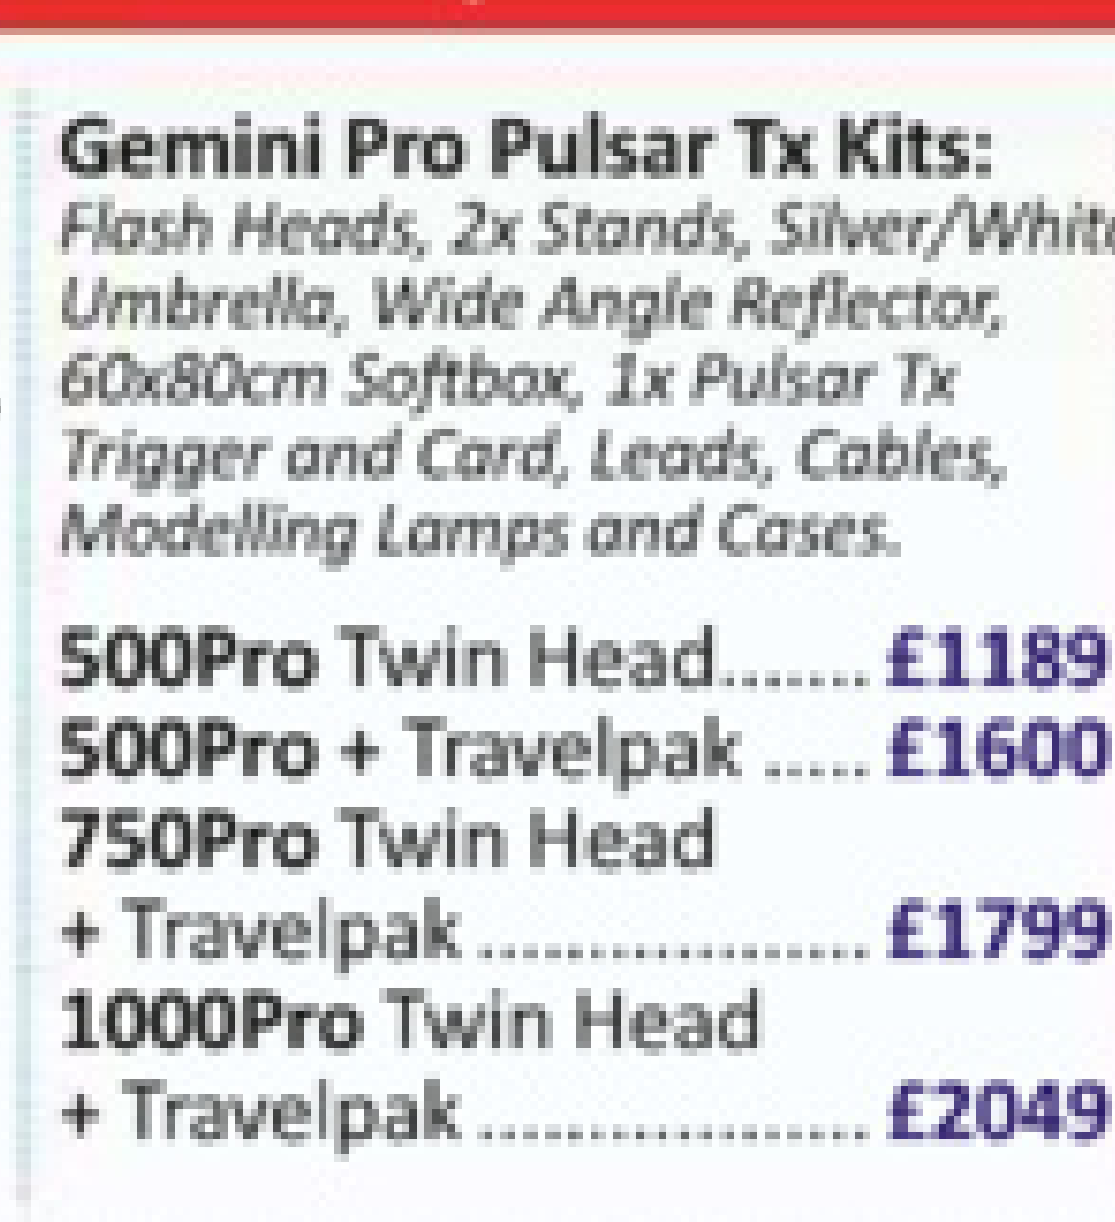 Gemini Pro Pulsar Tx Kits:
Flash Heads, 2x Stands, Silver/White
Umbrella, Wide Angle Reflector,
60x80cm Softbox, 1x Pulsar Tx
Trigger and Card, Leads, Cables,
Modelling Lamps and Cases.
500Pro Twin Head....... £1189
500Pro + Travelpak ..... £1600
750Pro Twin Head
+ Travelpak .................. £1799
1000Pro Twin Head
+ Travelpak .................. £2049